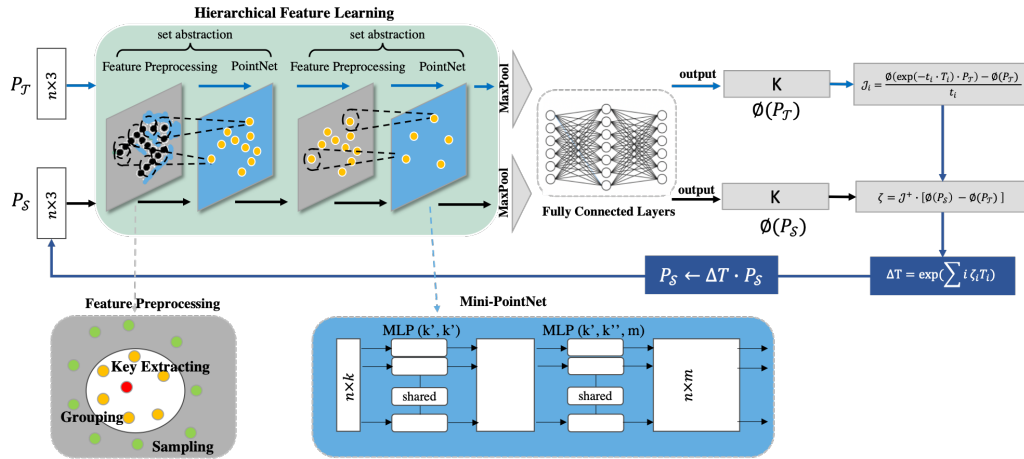 Hierarchical Feature Learning
set abstraction
set abstraction
Feature Preprocessing
PointNet
Feature Preprocessing
PointNet
P_𝒯
n×3
MaxPool
output
K
Ø(P_𝒯)
𝒥_i = Ø(exp(−t_i · T_i) · P_𝒯) − Ø(P_𝒯) / t_i
P_𝒮
n×3
MaxPool
Fully Connected Layers
output
K
Ø(P_𝒮)
ζ = 𝒥⁺ · [Ø(P_𝒮) − Ø(P_𝒯) ]
P_𝒮 ← ΔT · P_𝒮
ΔT = exp(∑ i ζ_i T_i)
Feature Preprocessing
Key Extracting
Grouping
Sampling
Mini-PointNet
MLP (k', k')
MLP (k', k'', m)
n×k
shared
shared
n×m